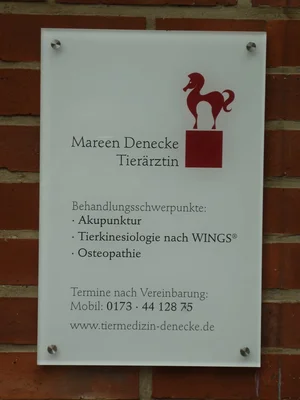 Mareen Denecke
Tierärztin
Behandlungsschwerpunkte:
· Akupunktur
· Tierkinesiologie nach WINGS®
· Osteopathie
Termine nach Vereinbarung:
Mobil: 0173 · 44 128 75
www.tiermedizin-denecke.de